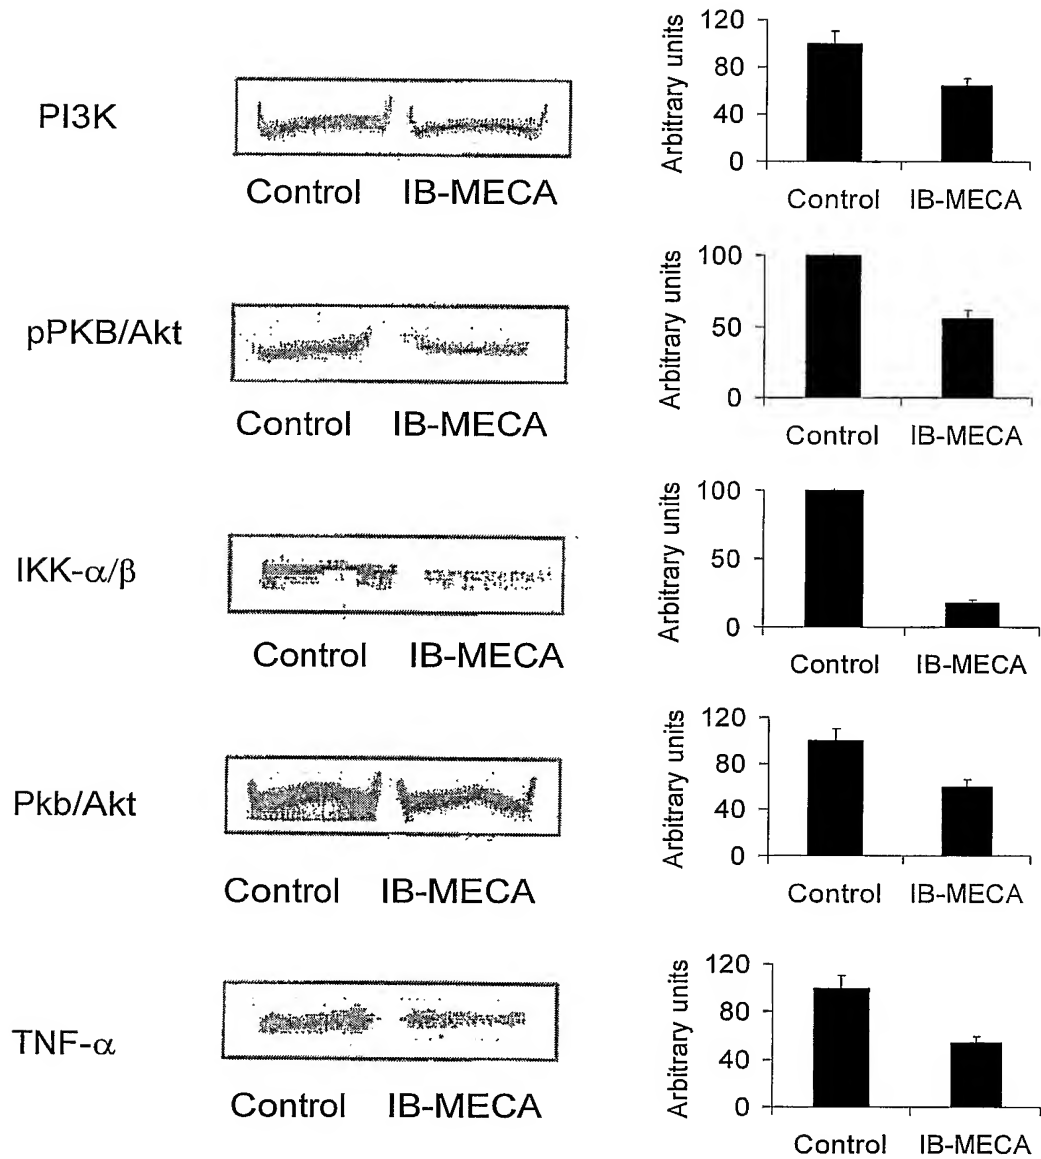 PI3K
Control IB-MECA
Arbitrary units
120
80
40
0
Control IB-MECA
pPKB/Akt
Control IB-MECA
Arbitrary units
100
50
0
Control IB-MECA
IKK-α/β
Control IB-MECA
Arbitrary units
100
50
0
Control IB-MECA
Pkb/Akt
Control IB-MECA
Arbitrary units
120
80
40
0
Control IB-MECA
TNF-α
Control IB-MECA
Arbitrary units
120
80
40
0
Control IB-MECA